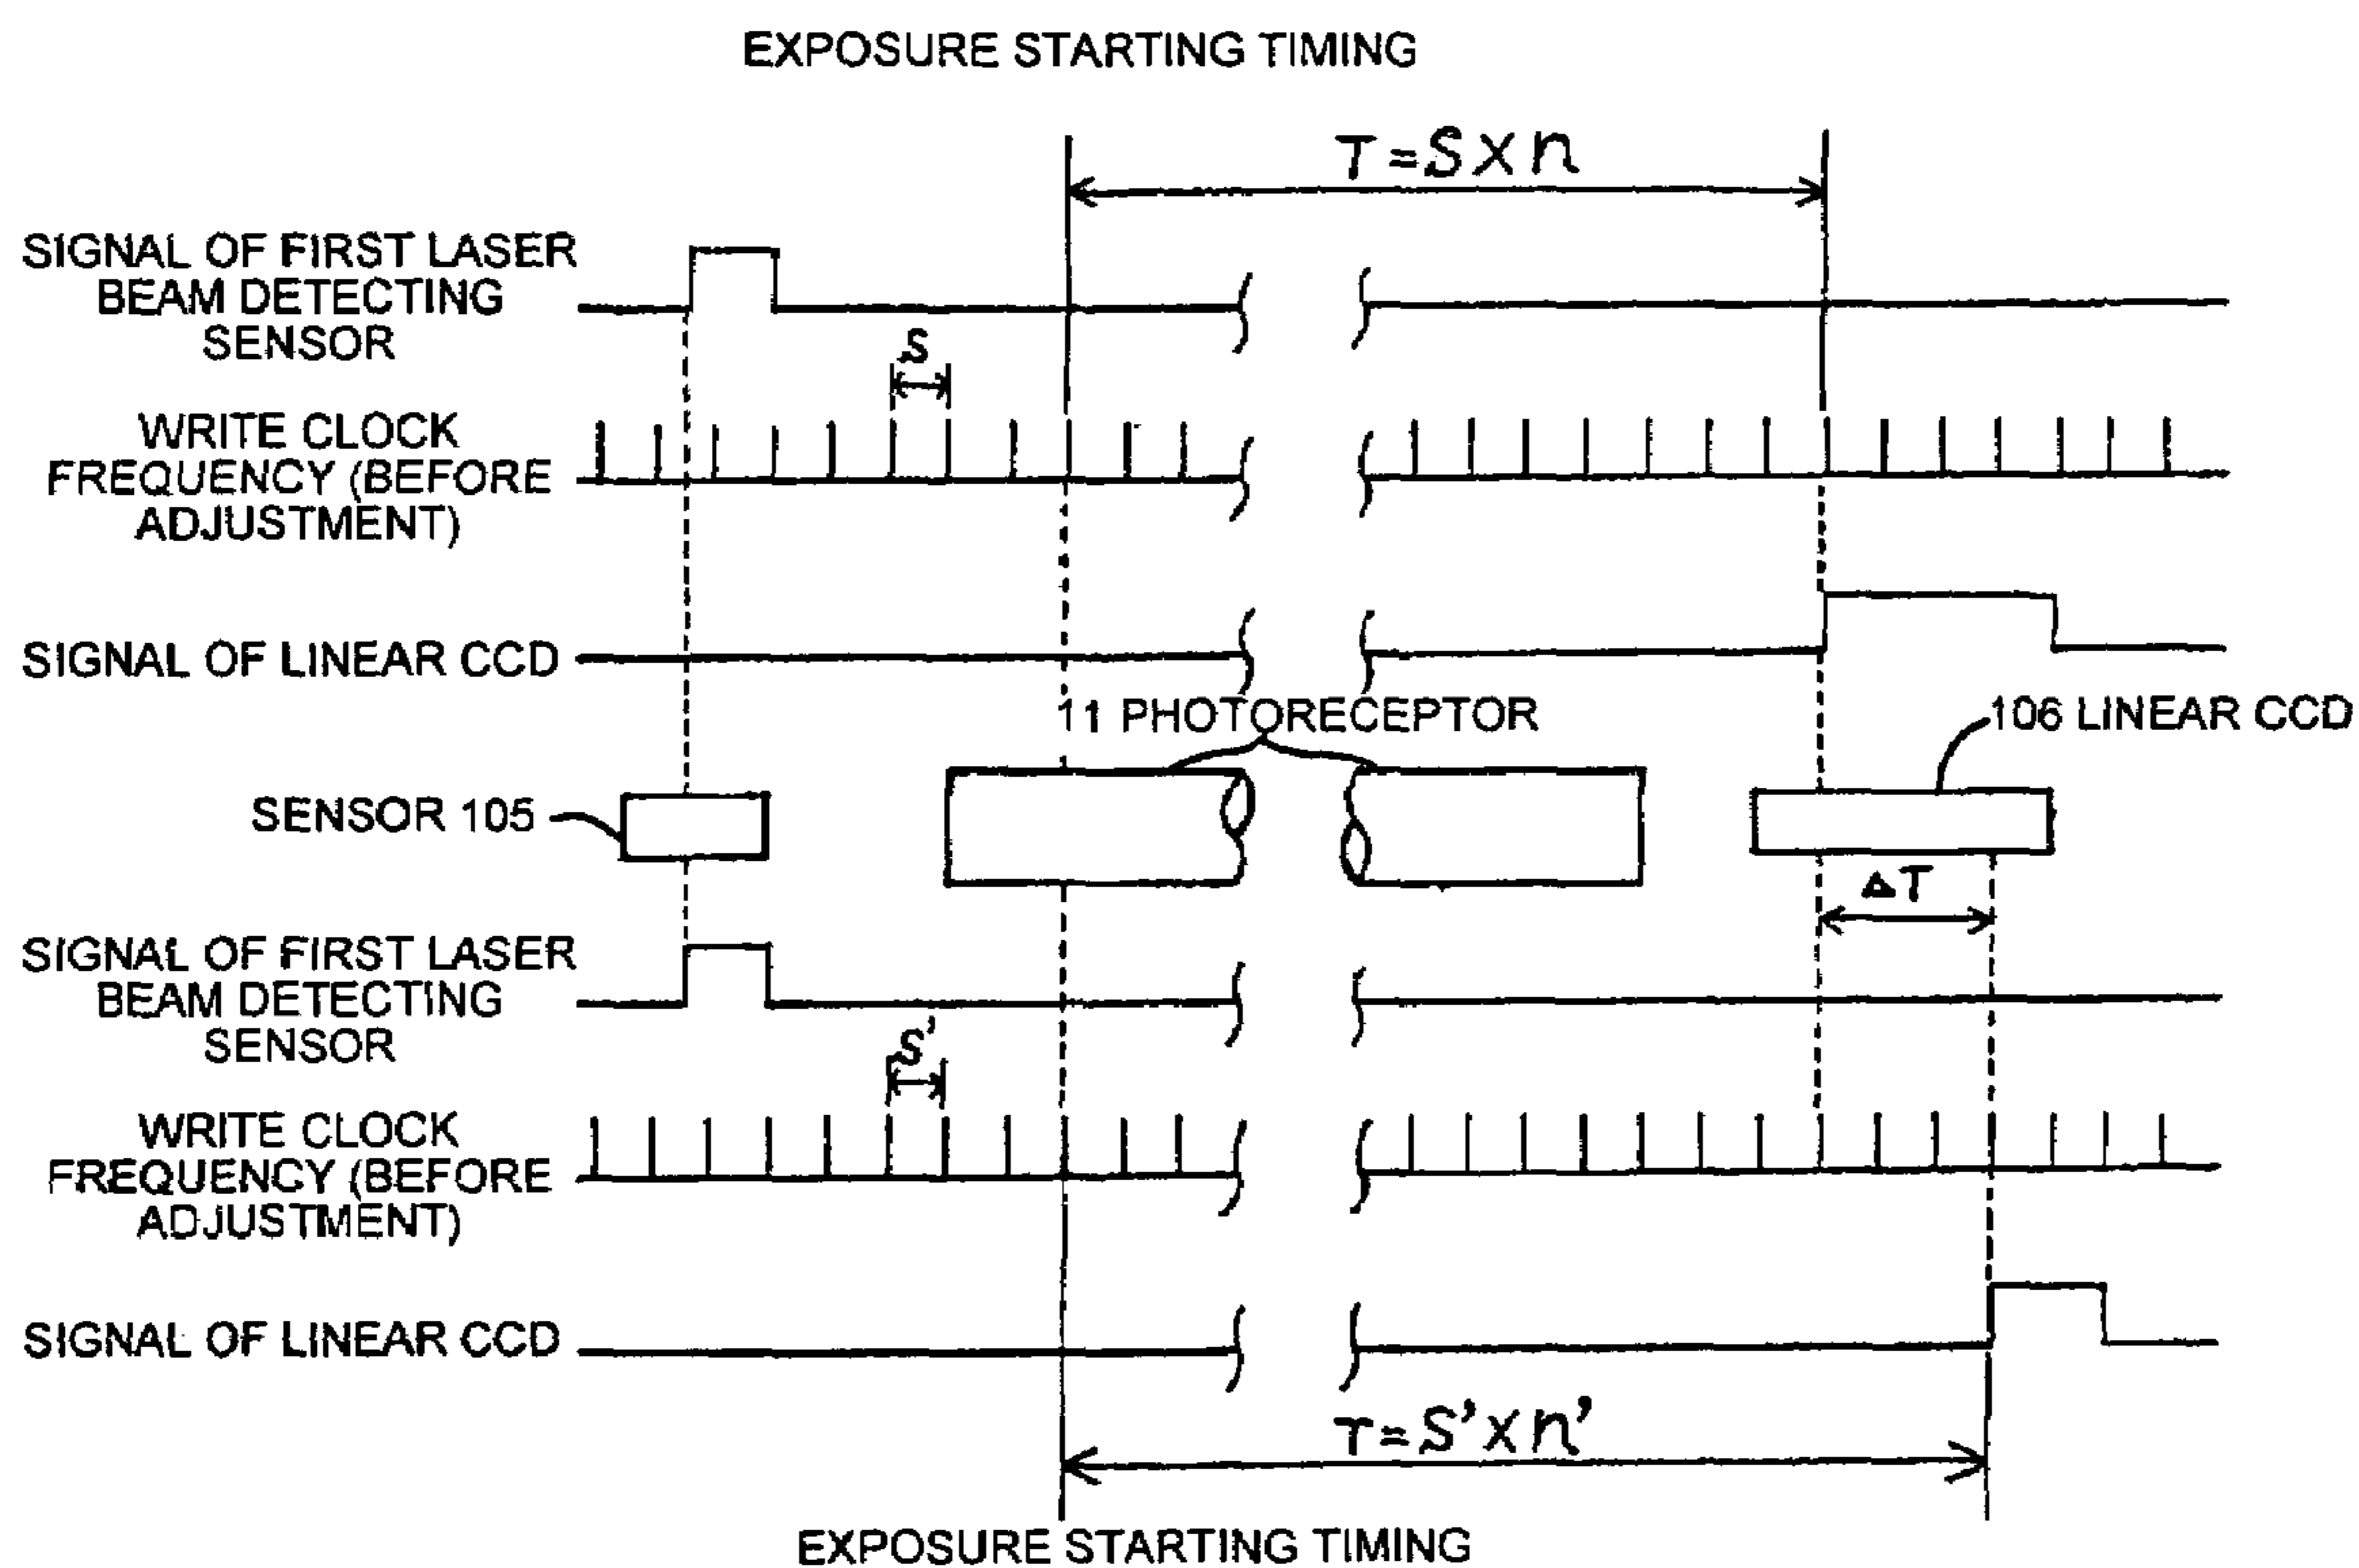 EXPOSURE STARTING TIMING
T=S×n
SIGNAL OF FIRST LASER
BEAM DETECTING
SENSOR
S
WRITE CLOCK
FREQUENCY (BEFORE
ADJUSTMENT)
SIGNAL OF LINEAR CCD
11 PHOTORECEPTOR
106 LINEAR CCD
SENSOR 105
ΔT
SIGNAL OF FIRST LASER
BEAM DETECTING
SENSOR
S'
WRITE CLOCK
FREQUENCY (BEFORE
ADJUSTMENT)
SIGNAL OF LINEAR CCD
T=S'×n'
EXPOSURE STARTING TIMING